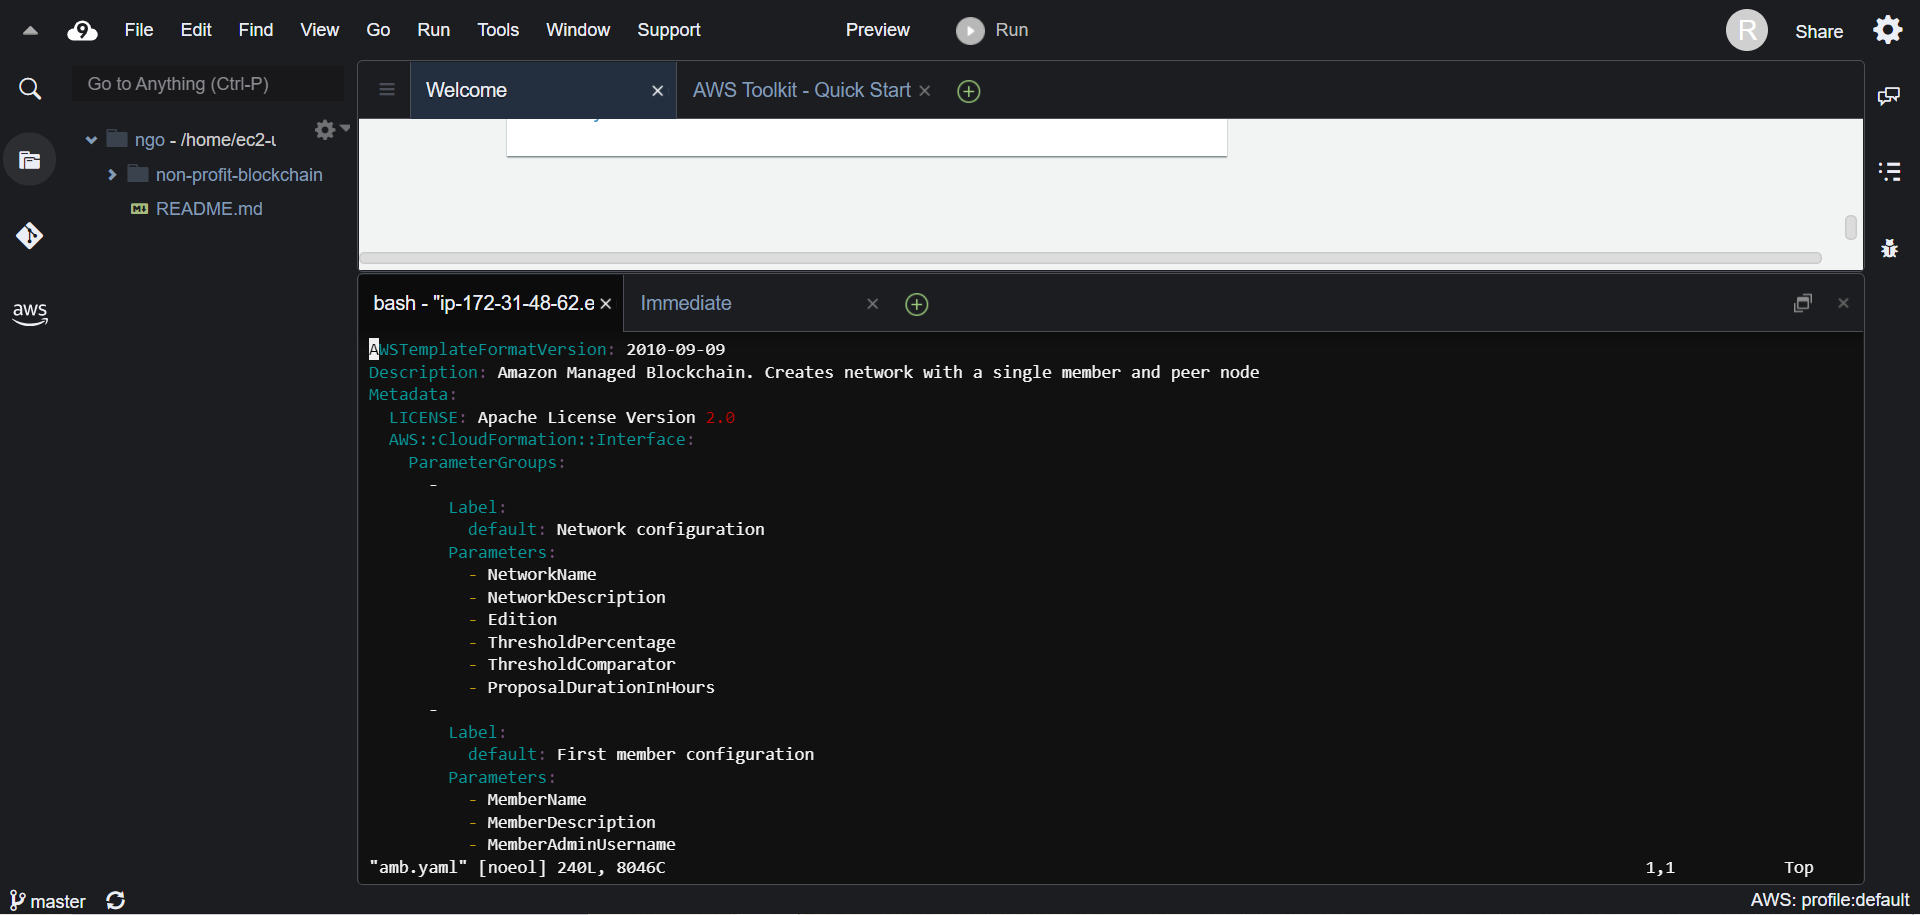 9 File Edit Find View Go Run Tools Window Support Preview Run R Share
Go to Anything (Ctrl-P)
Welcome
AWS Toolkit - Quick Start
ngo - /home/ec2-u
non-profit-blockchain
README.md
aws
bash - "ip-172-31-48-62.e
Immediate
AWSTemplateFormatVersion: 2010-09-09
Description: Amazon Managed Blockchain. Creates network with a single member and peer node
Metadata:
LICENSE: Apache License Version 2.0
AWS::CloudFormation::Interface:
ParameterGroups:
-
Label:
default: Network configuration
Parameters:
- NetworkName
- NetworkDescription
- Edition
- ThresholdPercentage
- ThresholdComparator
- ProposalDurationInHours
-
Label:
default: First member configuration
Parameters:
- MemberName
- MemberDescription
- MemberAdminUsername
"amb.yaml" [noeol] 240L, 8046C 1,1 Top
master AWS: profile:default